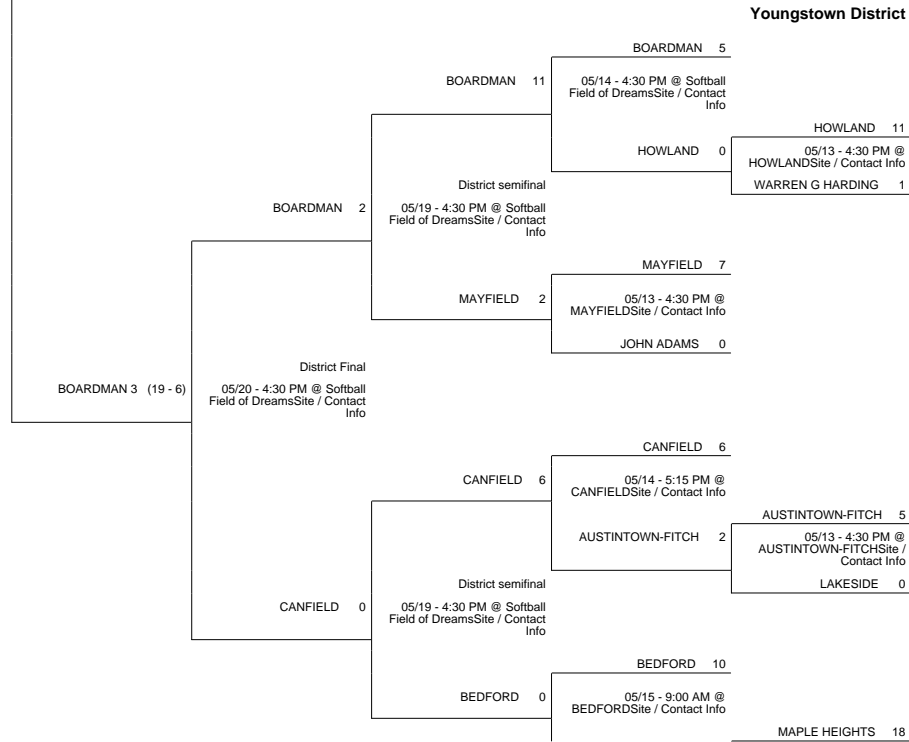 Youngstown District
BOARDMAN 5
BOARDMAN 11
05/14 - 4:30 PM @ Softball
Field of DreamsSite / Contact
Info
HOWLAND 11
HOWLAND 0
05/13 - 4:30 PM @
HOWLANDSite / Contact Info
WARREN G HARDING 1
District semifinal
BOARDMAN 2
05/19 - 4:30 PM @ Softball
Field of DreamsSite / Contact
Info
MAYFIELD 7
MAYFIELD 2
05/13 - 4:30 PM @
MAYFIELDSite / Contact Info
JOHN ADAMS 0
District Final
BOARDMAN 3 (19 - 6)
05/20 - 4:30 PM @ Softball
Field of DreamsSite / Contact
Info
CANFIELD 6
CANFIELD 6
05/14 - 5:15 PM @
CANFIELDSite / Contact Info
AUSTINTOWN-FITCH 5
AUSTINTOWN-FITCH 2
05/13 - 4:30 PM @
AUSTINTOWN-FITCHSite /
Contact Info
LAKESIDE 0
District semifinal
CANFIELD 0
05/19 - 4:30 PM @ Softball
Field of DreamsSite / Contact
Info
BEDFORD 10
BEDFORD 0
05/15 - 9:00 AM @
BEDFORDSite / Contact Info
MAPLE HEIGHTS 18